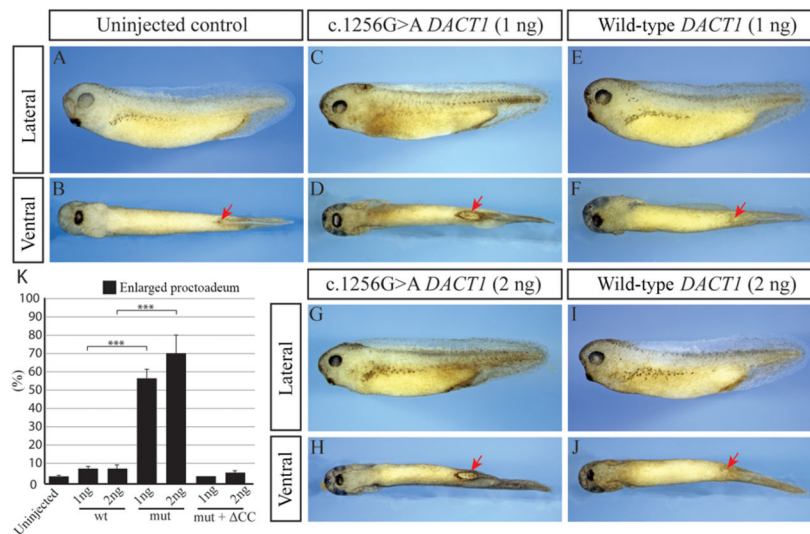 Uninjected control
c.1256G>A DACT1 (1 ng)
Wild-type DACT1 (1 ng)
Lateral
A
C
E
Ventral
B
D
F
K
Enlarged proctoadeum
100
90
80
70
60
50
40
30
20
10
0
(%)
***
***
Uninjected
1ng
2ng
1ng
2ng
1ng
2ng
wt
mut
mut + ΔCC
c.1256G>A DACT1 (2 ng)
Wild-type DACT1 (2 ng)
Lateral
G
I
Ventral
H
J